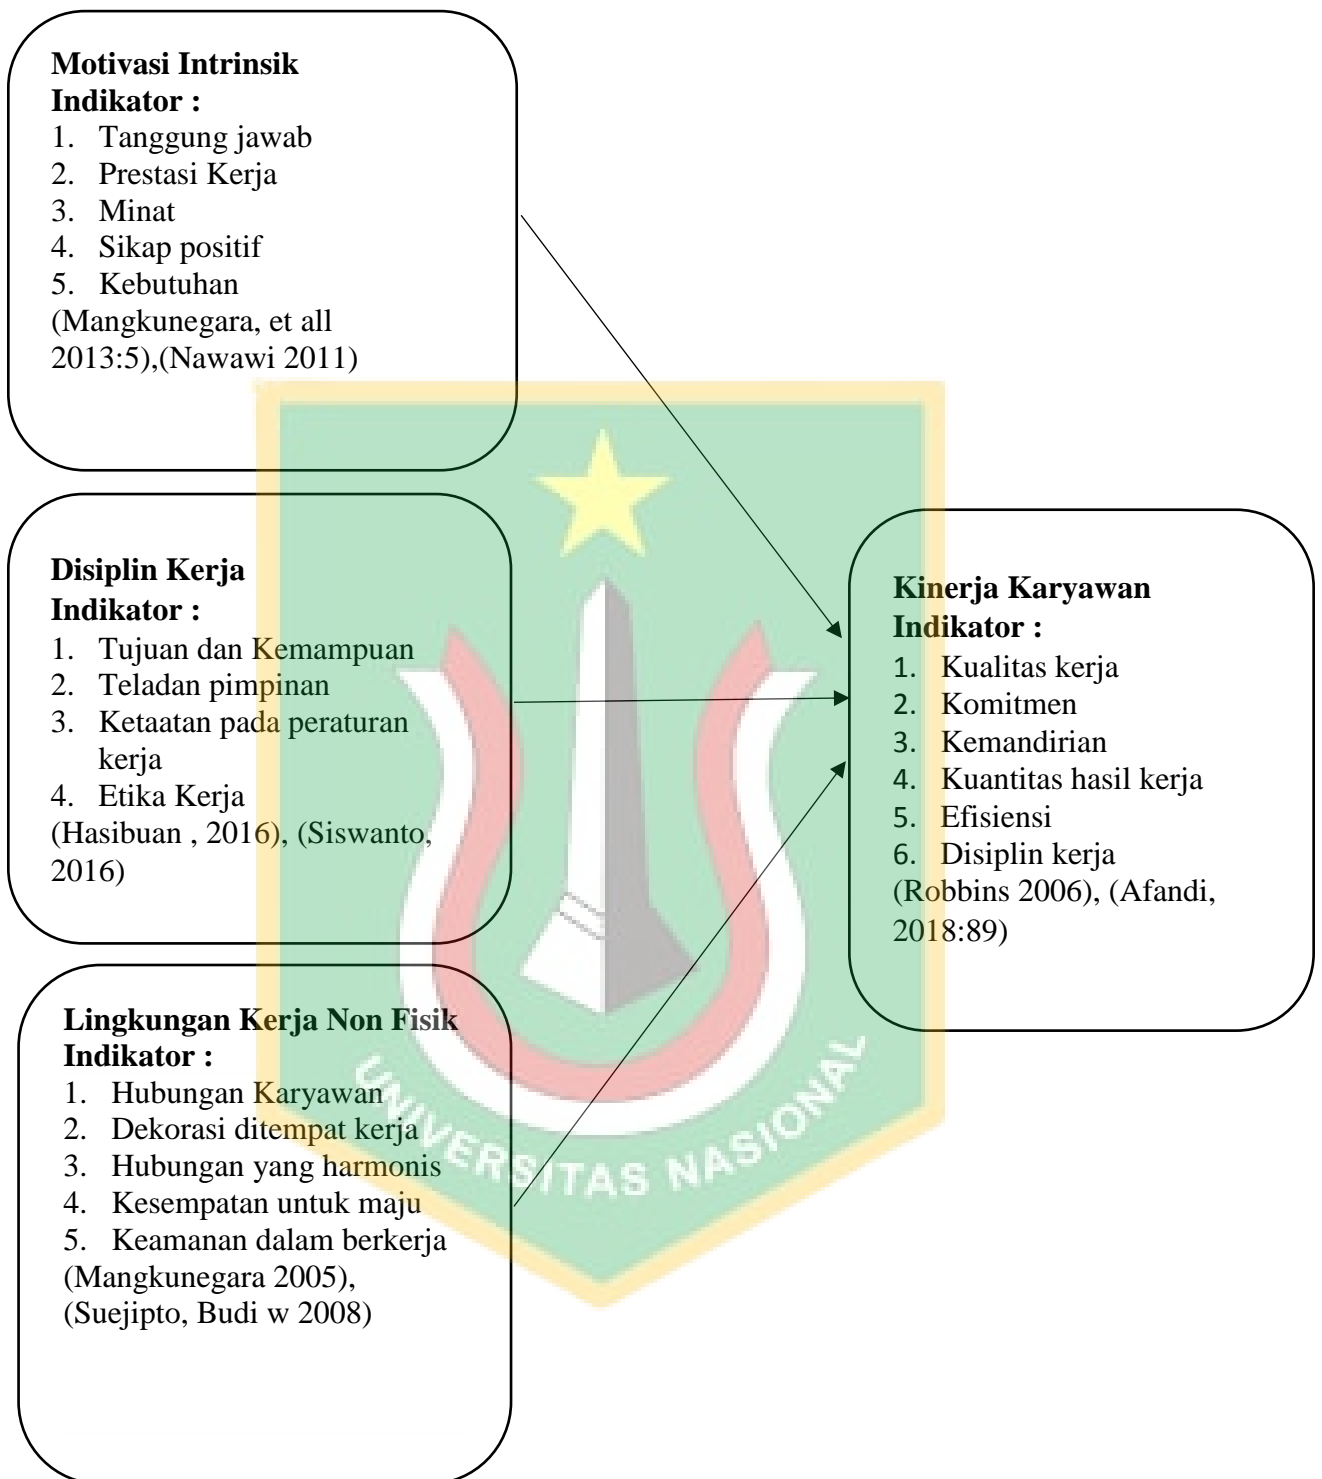 Motivasi Intrinsik
Indikator :
1. Tanggung jawab
2. Prestasi Kerja
3. Minat
4. Sikap positif
5. Kebutuhan
(Mangkunegara, et all
2013:5),(Nawawi 2011)
Disiplin Kerja
Indikator :
1. Tujuan dan Kemampuan
2. Teladan pimpinan
3. Ketaatan pada peraturan
kerja
4. Etika Kerja
(Hasibuan , 2016), (Siswanto,
2016)
Lingkungan Kerja Non Fisik
Indikator :
1. Hubungan Karyawan
2. Dekorasi ditempat kerja
3. Hubungan yang harmonis
4. Kesempatan untuk maju
5. Keamanan dalam berkerja
(Mangkunegara 2005),
(Suejipto, Budi w 2008)
Kinerja Karyawan
Indikator :
1. Kualitas kerja
2. Komitmen
3. Kemandirian
4. Kuantitas hasil kerja
5. Efisiensi
6. Disiplin kerja
(Robbins 2006), (Afandi,
2018:89)
UNIVERSITAS NASIONAL